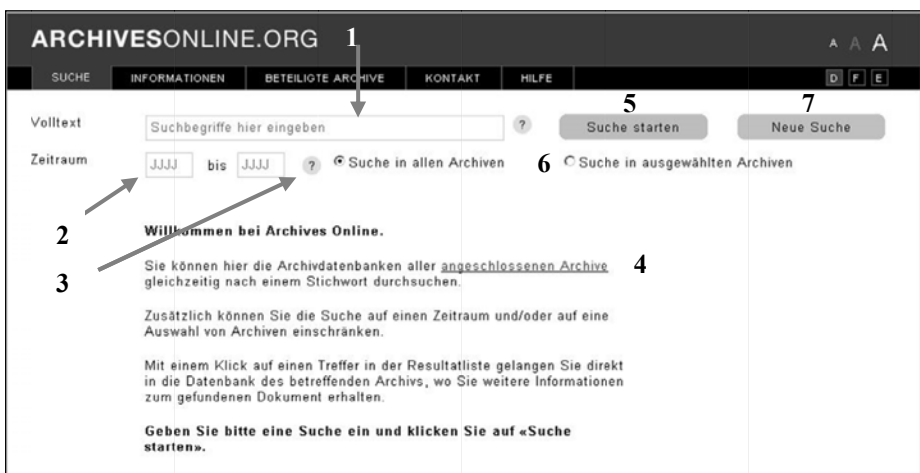 ARCHIVESONLINE.ORG 1 A A A
SUCHE INFORMATIONEN BETEILIGTE ARCHIVE KONTAKT HILFE D F E
5 7
Volltext Suchbegriffe hier eingeben ? Suche starten Neue Suche
Zeitraum JJJJ bis JJJJ ? Suche in allen Archiven 6 Suche in ausgewählten Archiven
2 Willkommen bei Archives Online.
Sie können hier die Archivdatenbanken aller angeschlossenen Archive 4
3 gleichzeitig nach einem Stichwort durchsuchen.
Zusätzlich können Sie die Suche auf einen Zeitraum und/oder auf eine
Auswahl von Archiven einschränken.
Mit einem Klick auf einen Treffer in der Resultatliste gelangen Sie direkt
in die Datenbank des betreffenden Archivs, wo Sie weitere Informationen
zum gefundenen Dokument erhalten.
Geben Sie bitte eine Suche ein und klicken Sie auf «Suche
starten».